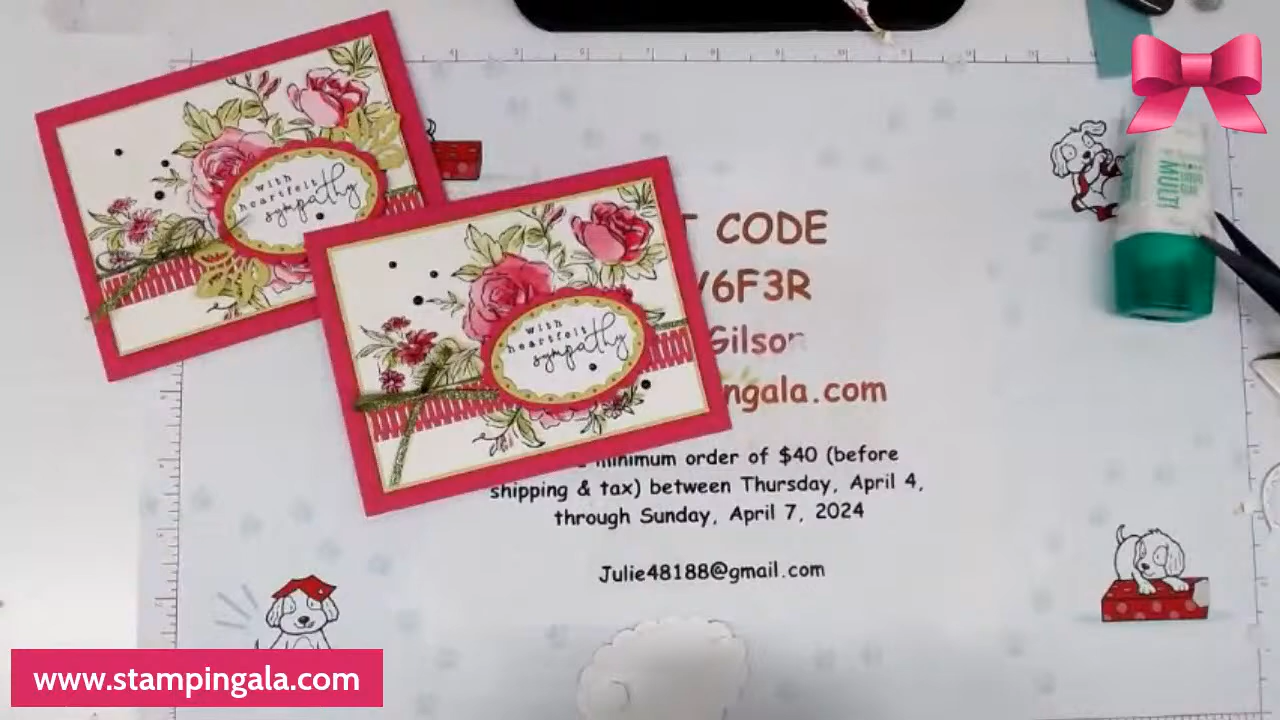 with
heartfelt
sympathy
with
heartfelt
sympathy
T CODE
V6F3R
Gilson
ngala.com
minimum order of $40 (before
shipping & tax) between Thursday, April 4,
through Sunday, April 7, 2024
Julie48188@gmail.com
MULTI
www.stampingala.com